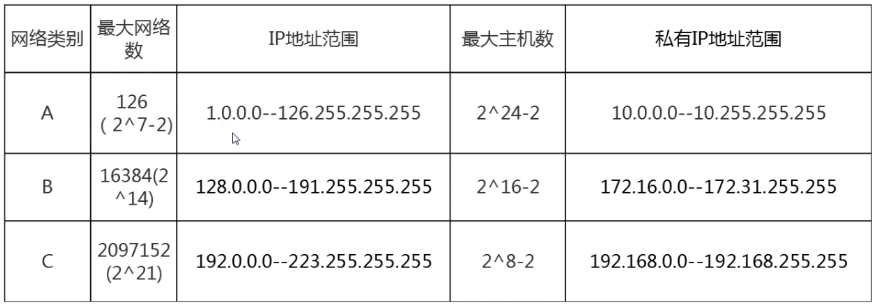 网络类别
最大网络
数
IP地址范围
最大主机数
私有IP地址范围
A
126
( 2^7-2)
1.0.0.0--126.255.255.255
2^24-2
10.0.0.0--10.255.255.255
B
16384(2
^14)
128.0.0.0--191.255.255.255
2^16-2
172.16.0.0--172.31.255.255
C
2097152
(2^21)
192.0.0.0--223.255.255.255
2^8-2
192.168.0.0--192.168.255.255